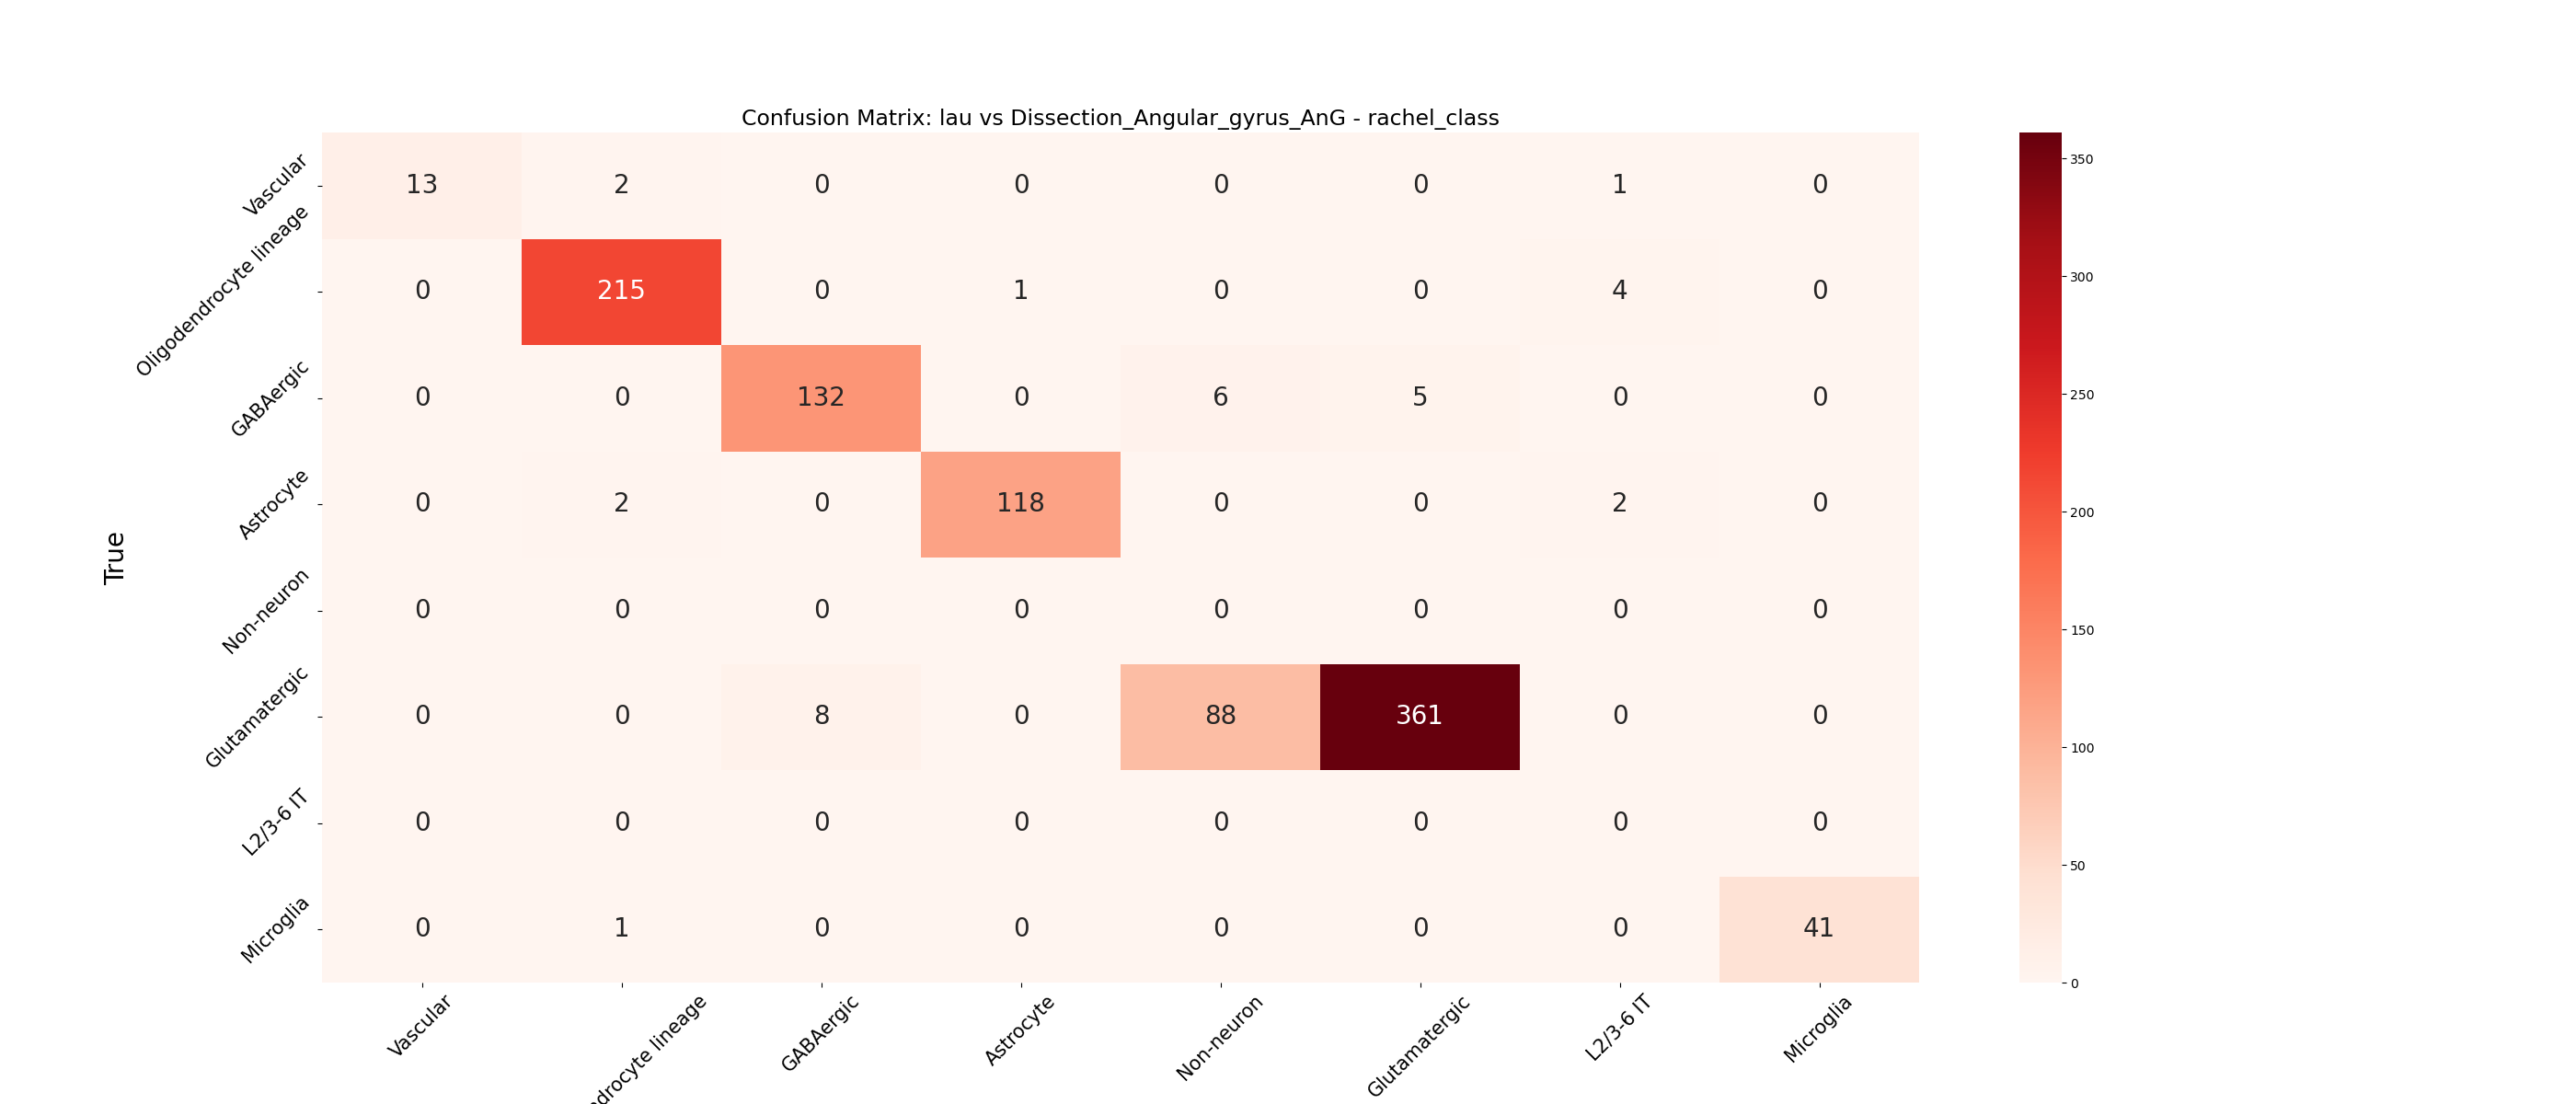 Confusion Matrix: lau vs Dissection_Angular_gyrus_AnG - rachel_class
True
Vascular 13 2 0 0 0 0 1 0
Oligodendrocyte lineage 0 215 0 1 0 0 4 0
GABAergic 0 0 132 0 6 5 0 0
Astrocyte 0 2 0 118 0 0 2 0
Non-neuron 0 0 0 0 0 0 0 0
Glutamatergic 0 0 8 0 88 361 0 0
L2/3-6 IT 0 0 0 0 0 0 0 0
Microglia 0 1 0 0 0 0 0 41
Vascular
ndrocyte lineage
GABAergic
Astrocyte
Non-neuron
Glutamatergic
L2/3-6 IT
Microglia
350
300
250
200
150
100
50
0